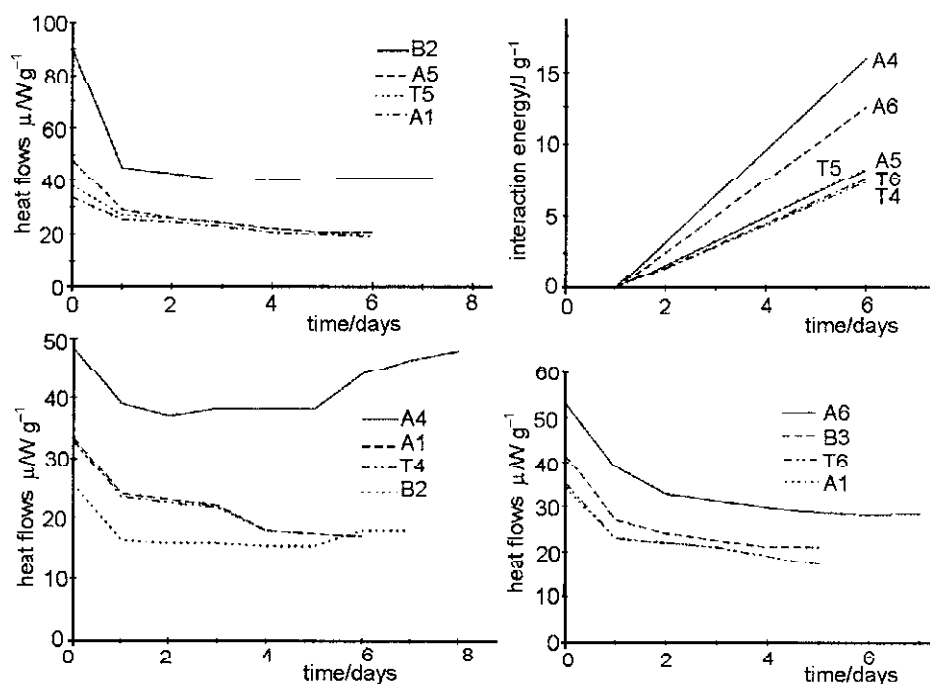 100
80
60
40
20
0
heat flows μ/Wg⁻¹
B2
A5
T5
A1
0 2 4 6 8
time/days
15
10
5
0
interaction energy/J g⁻¹
A4
A6
T5
A5
T6
T4
0 2 4 6
time/days
50
40
30
20
10
0
heat flows μ/W g⁻¹
A4
A1
T4
B2
0 2 4 6 8
time/days
60
50
40
30
20
10
0
heat flows μ/W g⁻¹
A6
B3
T6
A1
0 2 4 6
time/days